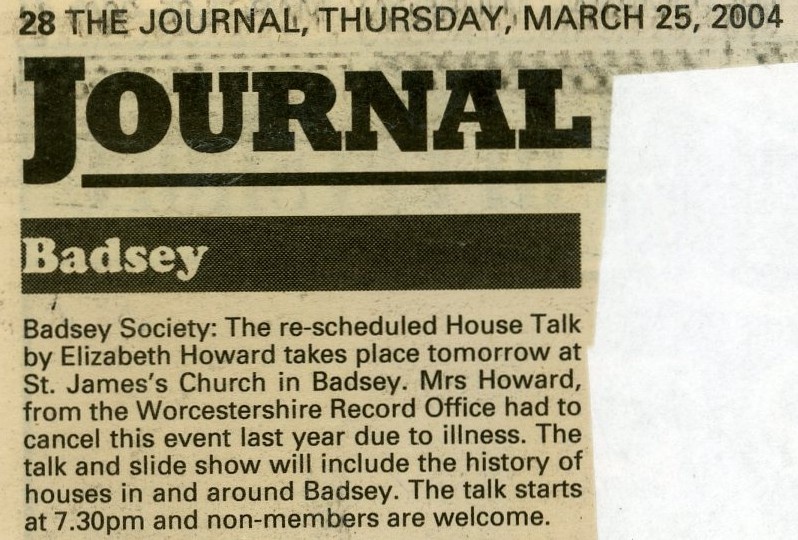 28 THE JOURNAL, THURSDAY, MARCH 25, 2004
JOURNAL
Badsey
Badsey Society: The re-scheduled House Talk
by Elizabeth Howard takes place tomorrow at
St. James's Church in Badsey. Mrs Howard,
from the Worcestershire Record Office had to
cancel this event last year due to illness. The
talk and slide show will include the history of
houses in and around Badsey. The talk starts
at 7.30pm and non-members are welcome.